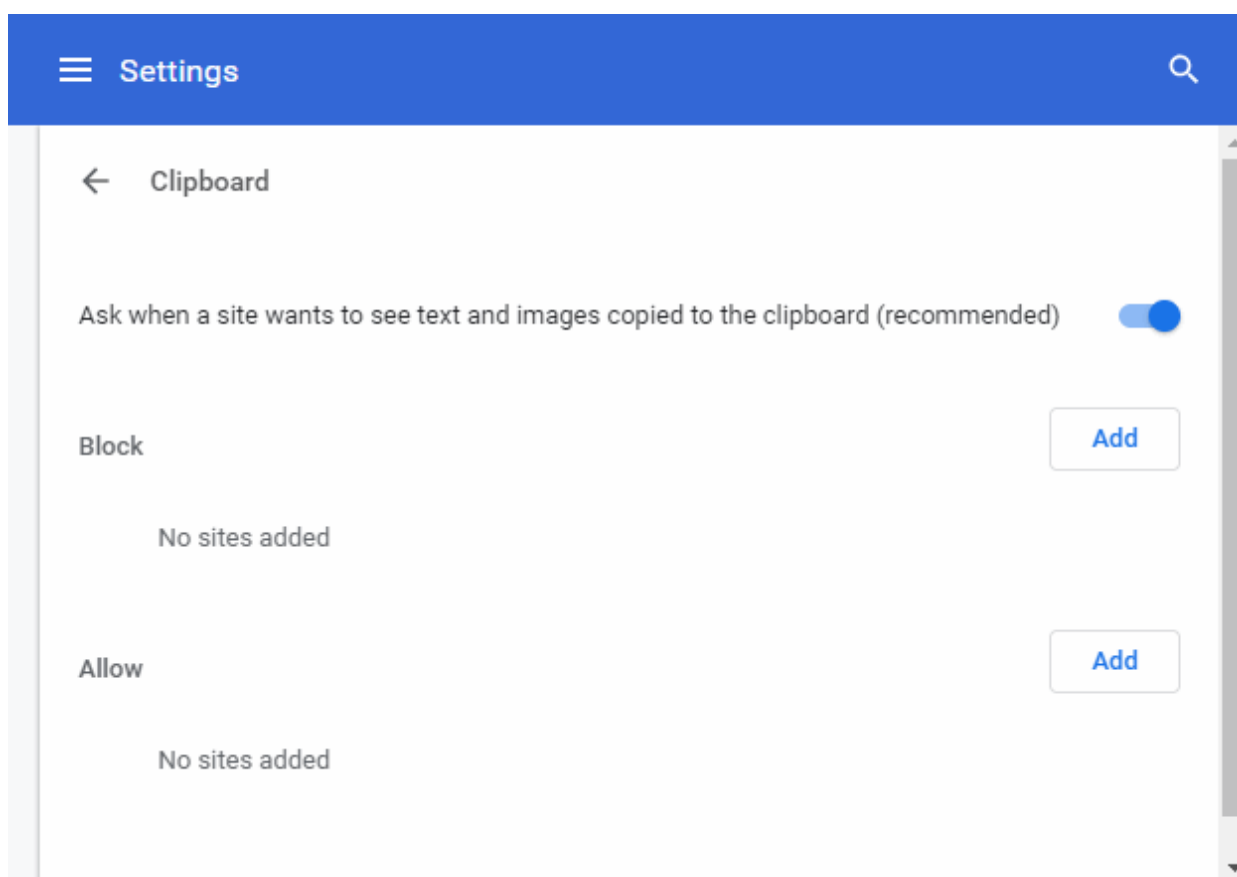 Settings
Clipboard
Ask when a site wants to see text and images copied to the clipboard (recommended)
Block
Add
No sites added
Allow
Add
No sites added